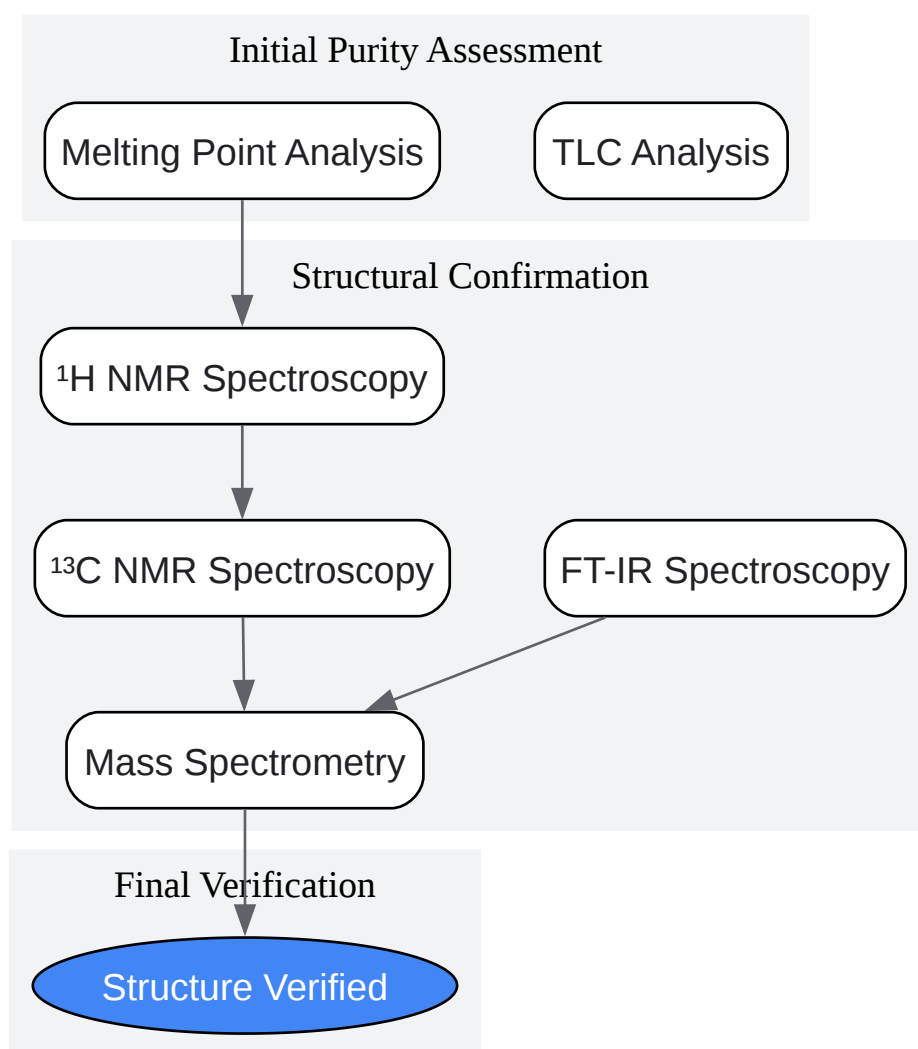 Initial Purity Assessment
Melting Point Analysis
TLC Analysis
Structural Confirmation
¹H NMR Spectroscopy
¹³C NMR Spectroscopy
FT-IR Spectroscopy
Mass Spectrometry
Final Verification
Structure Verified